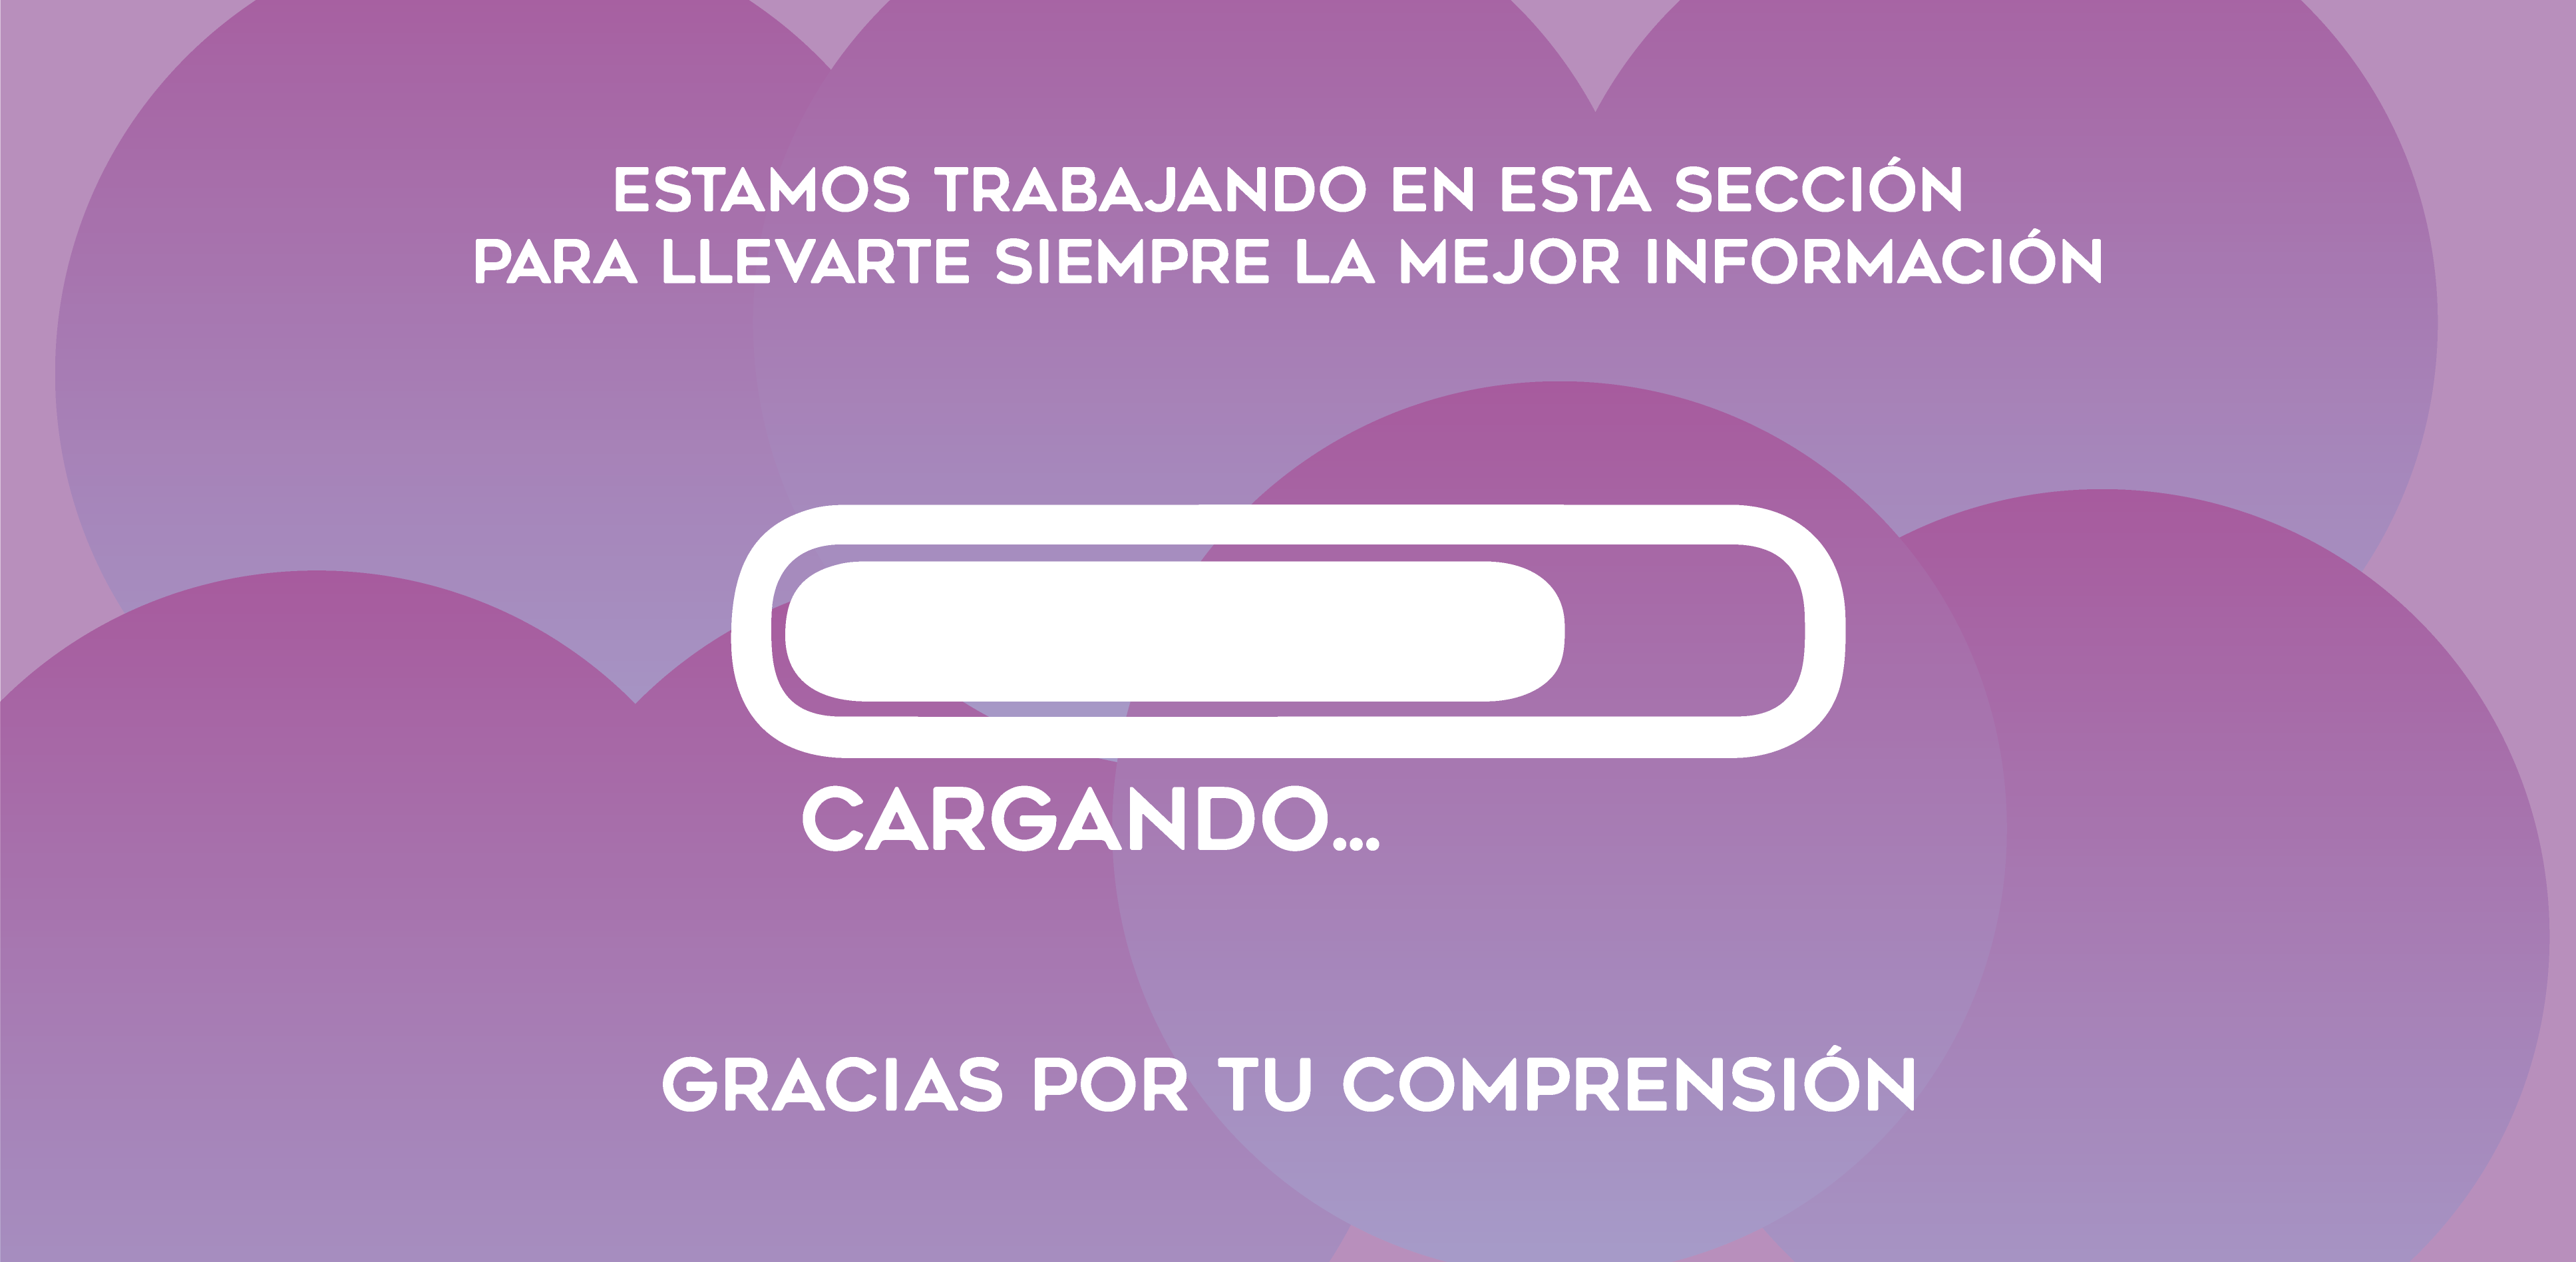 ESTAMOS TRABAJANDO EN ESTA SECCIÓN
PARA LLEVARTE SIEMPRE LA MEJOR INFORMACIÓN
CARGANDO...
GRACIAS POR TU COMPRENSIÓN